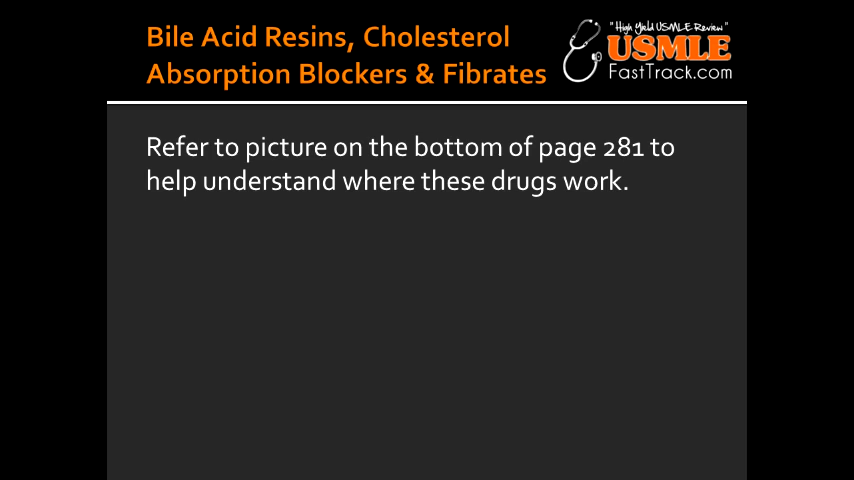 Bile Acid Resins, Cholesterol
Absorption Blockers & Fibrates
"High Yield USMLE Review"
USMLE
FastTrack.com
Refer to picture on the bottom of page 281 to
help understand where these drugs work.